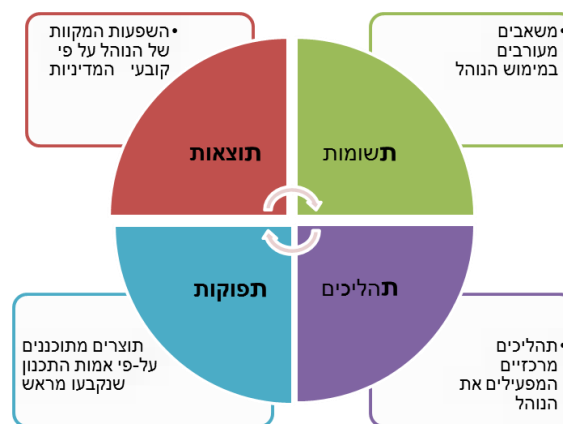 •משאבים
מעורבים
במימוש הנוהל
•השפעות המקוות
של הנוהל על פי
קובעי המדיניות
תשומות
תוצאות
תהליכים
תפוקות
•תהליכים
מרכזיים
המפעילים את
הנוהל
תוצרים מתוכננים
על-פי אמות התכנון
שנקבעו מראש